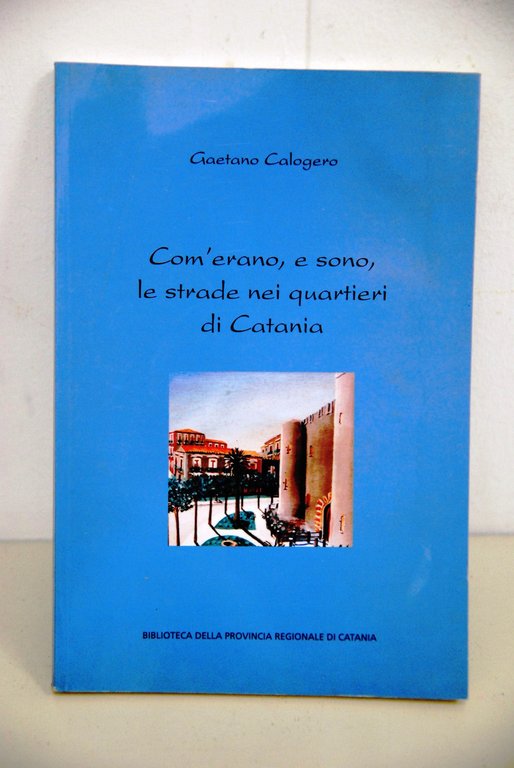 Gaetano Calogero
Com'erano, e sono,
le strade nei quartieri
di Catania
BIBLIOTECA DELLA PROVINCIA REGIONALE DI CATANIA